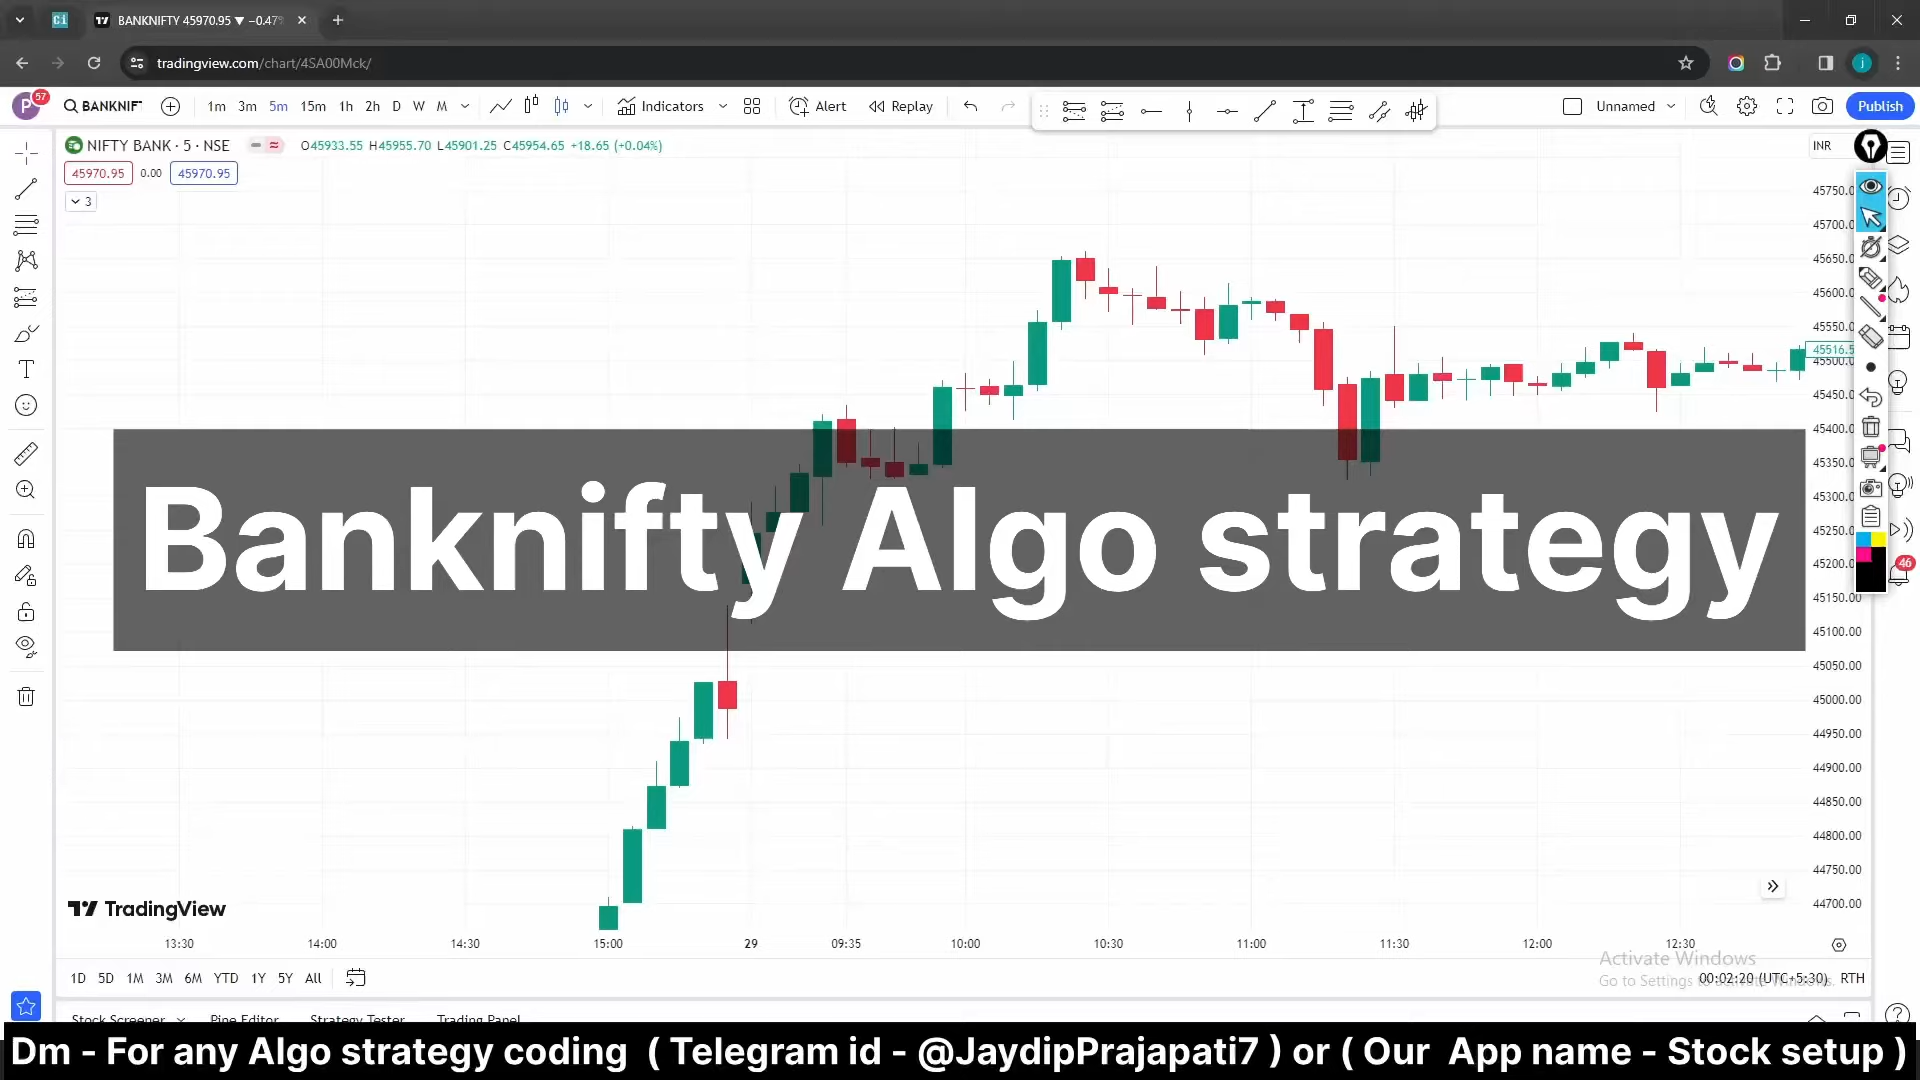 BANKNIFTY 45970.95 ▼ −0.47%
tradingview.com/chart/4SA00Mck/
P 57 BANKNIF 1m 3m 5m 15m 1h 2h D W M Indicators Alert Replay Unnamed Publish
NIFTY BANK · 5 · NSE O45933.55 H45955.70 L45901.25 C45954.65 +18.65 (+0.04%) INR
45970.95 0.00 45970.95
3
45750.0
45700.0
45650.0
45600.0
45550.0
45516.5
45500.0
45450.0
45400.0
45350.0
45300.0
45250.0
45200.0
45150.0
45100.00
45050.00
45000.00
44950.00
44900.00
44850.00
44800.00
44750.00
44700.00
46
Banknifty Algo strategy
TradingView
13:30 14:00 14:30 15:00 29 09:35 10:00 10:30 11:00 11:30 12:00 12:30
Activate Windows
Go to Settings to activate Windows.
1D 5D 1M 3M 6M YTD 1Y 5Y All 00:02:20 (UTC+5:30) RTH
Stock Screener Pine Editor Strategy Tester Trading Panel
Dm - For any Algo strategy coding ( Telegram id - @JaydipPrajapati7 ) or ( Our App name - Stock setup )